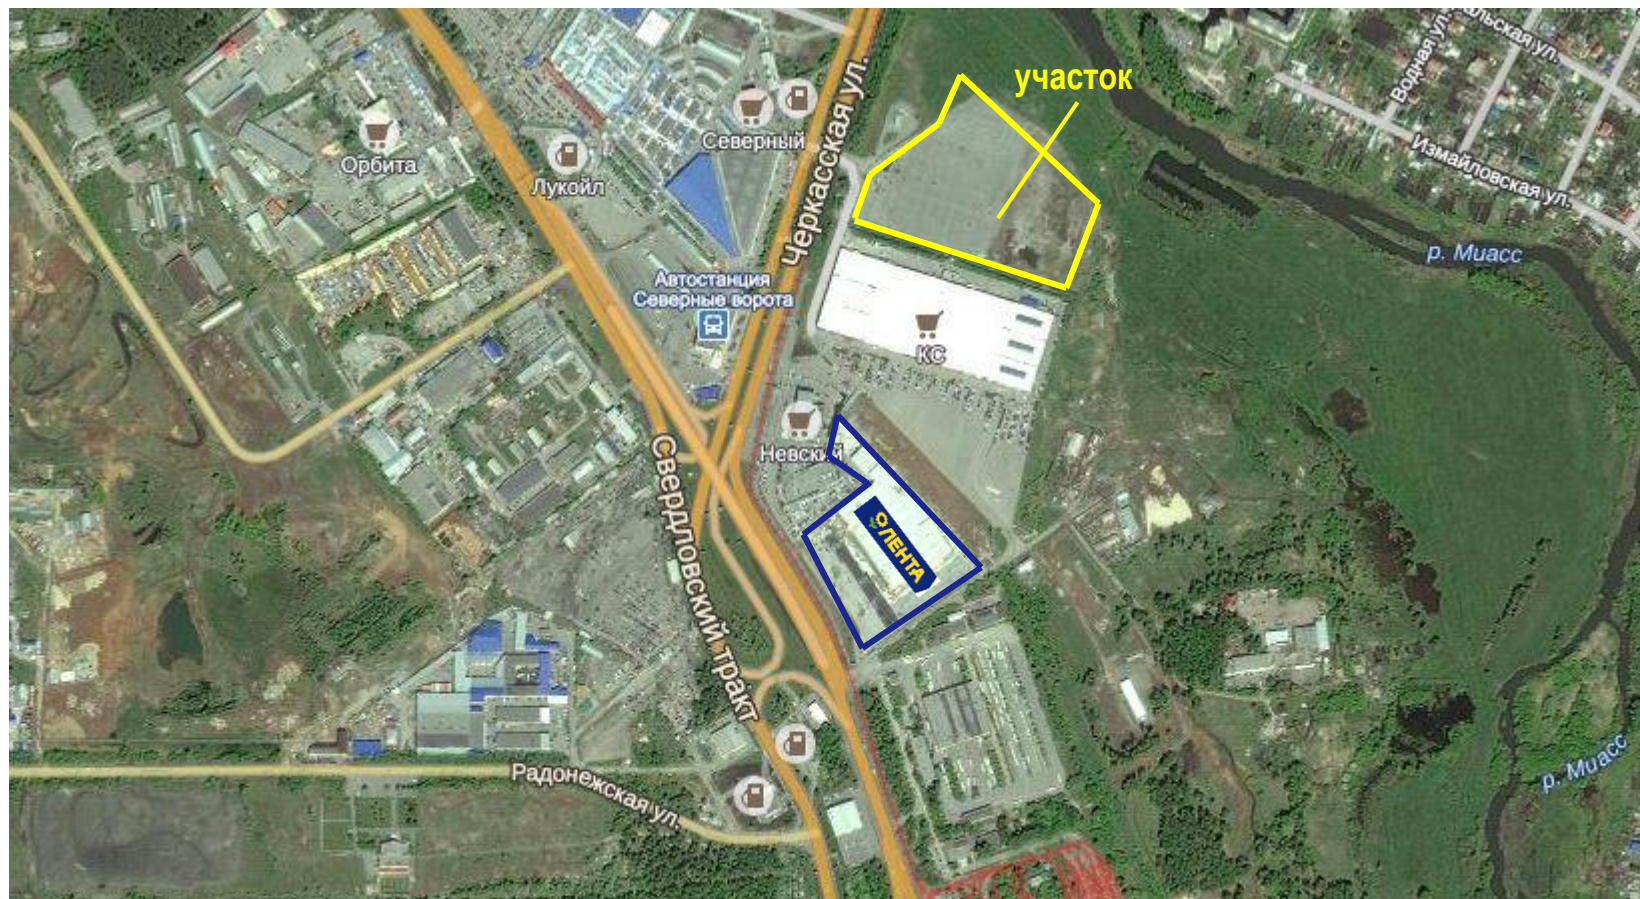 участок
Водная ул.
альская ул.
Измайловская ул.
Северный
Черкасская ул.
Орбита
Лукойл
р. Миасс
Автостанция
Северные ворота
КС
Невский
Свердловский тракт
ЛЕНТА
р. Миасс
Радонежская ул.